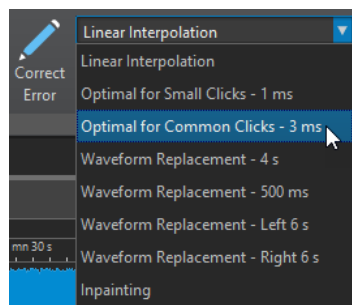 Linear Interpolation
Correct
Error
Linear Interpolation
Optimal for Small Clicks - 1 ms
Optimal for Common Clicks - 3 ms
Waveform Replacement - 4 s
Waveform Replacement - 500 ms
Waveform Replacement - Left 6 s
mn 30 s
Waveform Replacement - Right 6 s
Inpainting